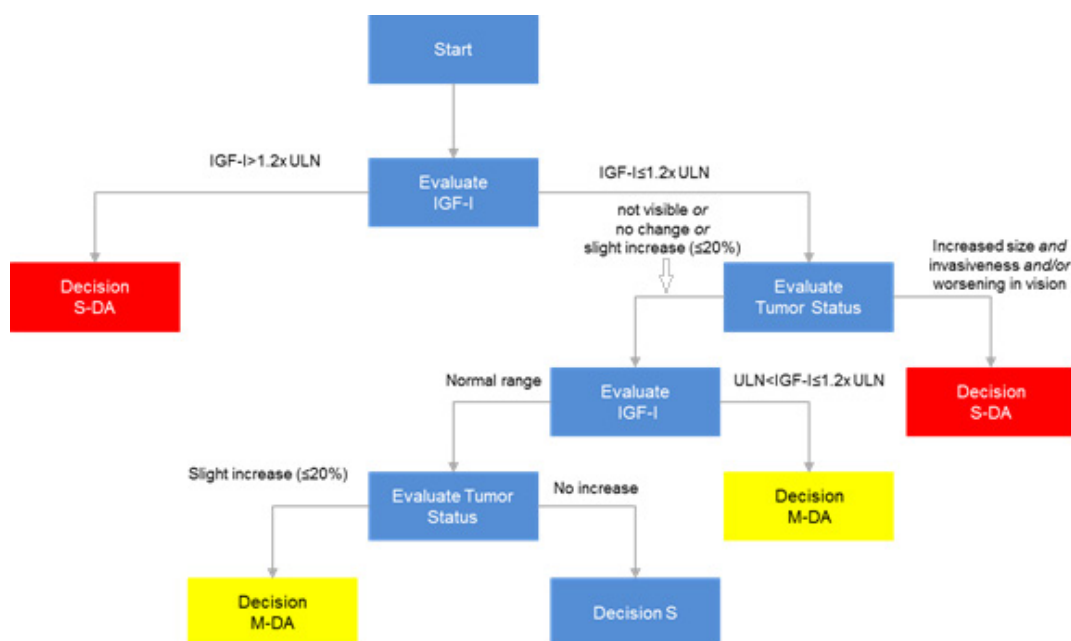 Start
IGF-I>1.2x ULN
Evaluate
IGF-I
IGF-I≤1.2x ULN
not visible or
no change or
slight increase (≤20%)
Increased size and
invasiveness and/or
worsening in vision
Decision
S-DA
Evaluate
Tumor Status
Normal range
Evaluate
IGF-I
ULN<IGF-I≤1.2x ULN
Decision
S-DA
Slight increase (≤20%)
Evaluate Tumor
Status
No increase
Decision
M-DA
Decision
M-DA
Decision S